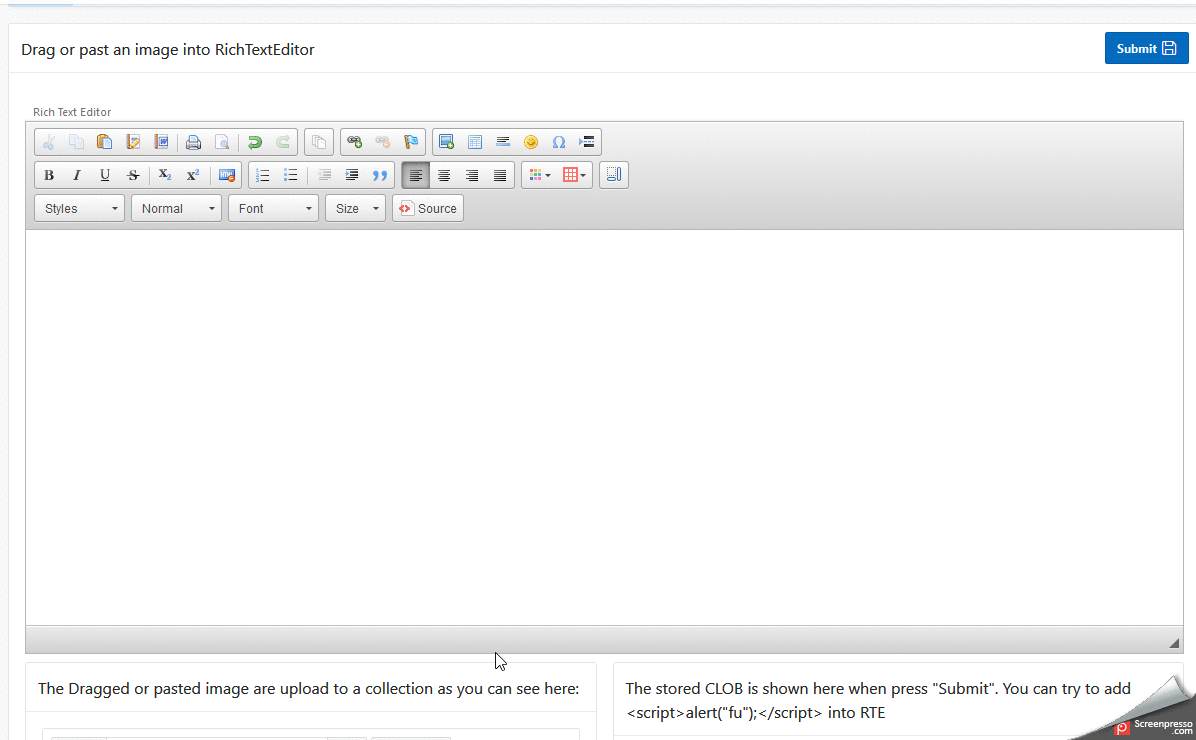 Drag or past an image into RichTextEditor
Submit
Rich Text Editor
B I U S X₂ X²
Styles Normal Font Size Source
The Dragged or pasted image are upload to a collection as you can see here:
The stored CLOB is shown here when press "Submit". You can try to add
<script>alert("fu");</script> into RTE
Screenpresso
.com